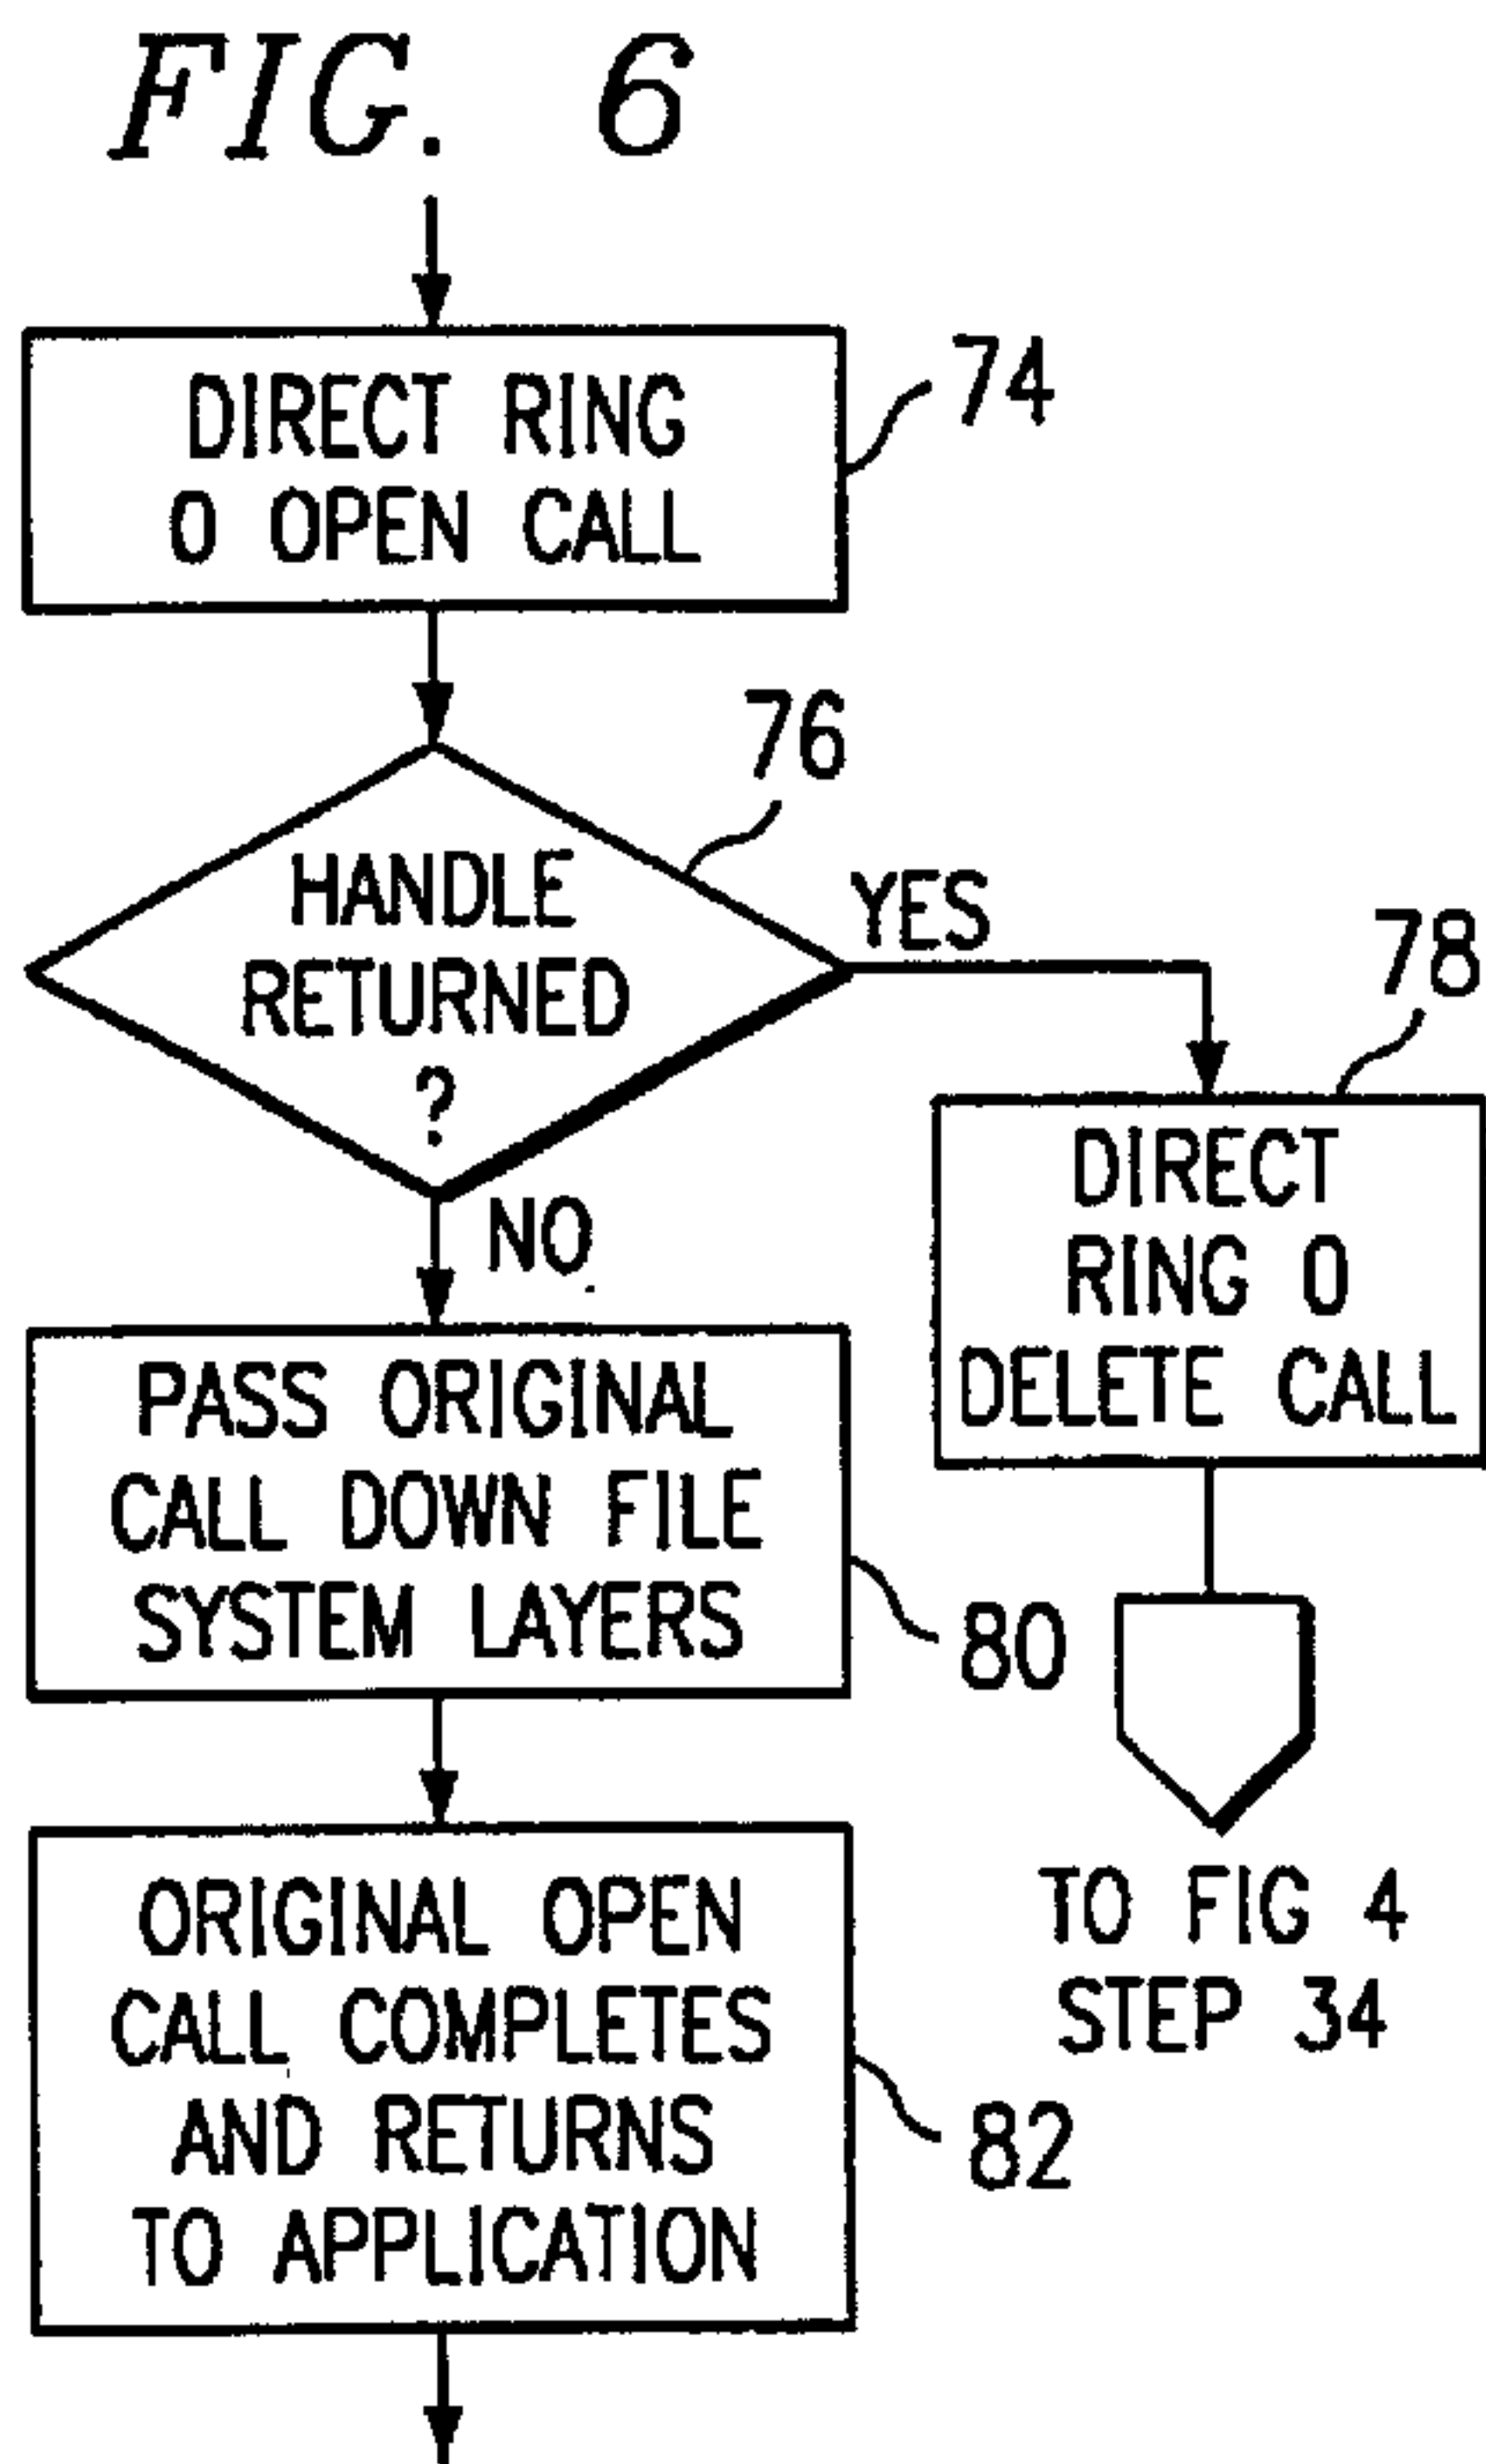 FIG. 6
DIRECT RING
0 OPEN CALL
74
HANDLE
RETURNED
?
76
YES
NO
78
DIRECT
RING 0
DELETE CALL
PASS ORIGINAL
CALL DOWN FILE
SYSTEM LAYERS
80
ORIGINAL OPEN
CALL COMPLETES
AND RETURNS
TO APPLICATION
82
TO FIG 4
STEP 34